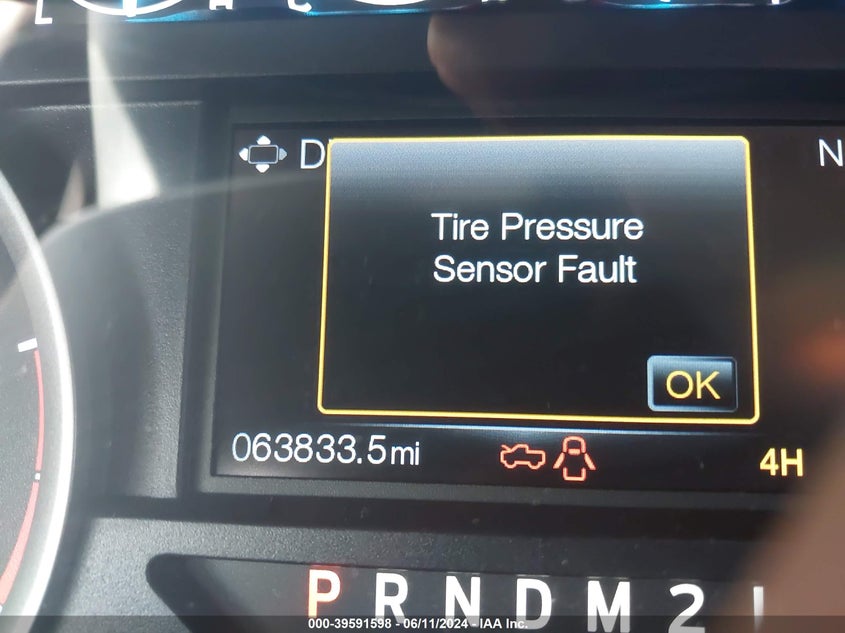 D
N
Tire Pressure
Sensor Fault
OK
063833.5mi
4H
P R N D M 2
000-39591598 - 06/11/2024 - IAA Inc.